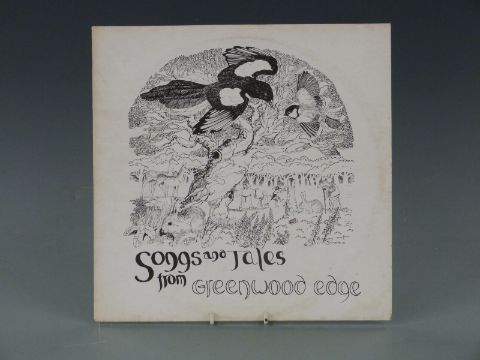 Songs and Tales
from Greenwood edge